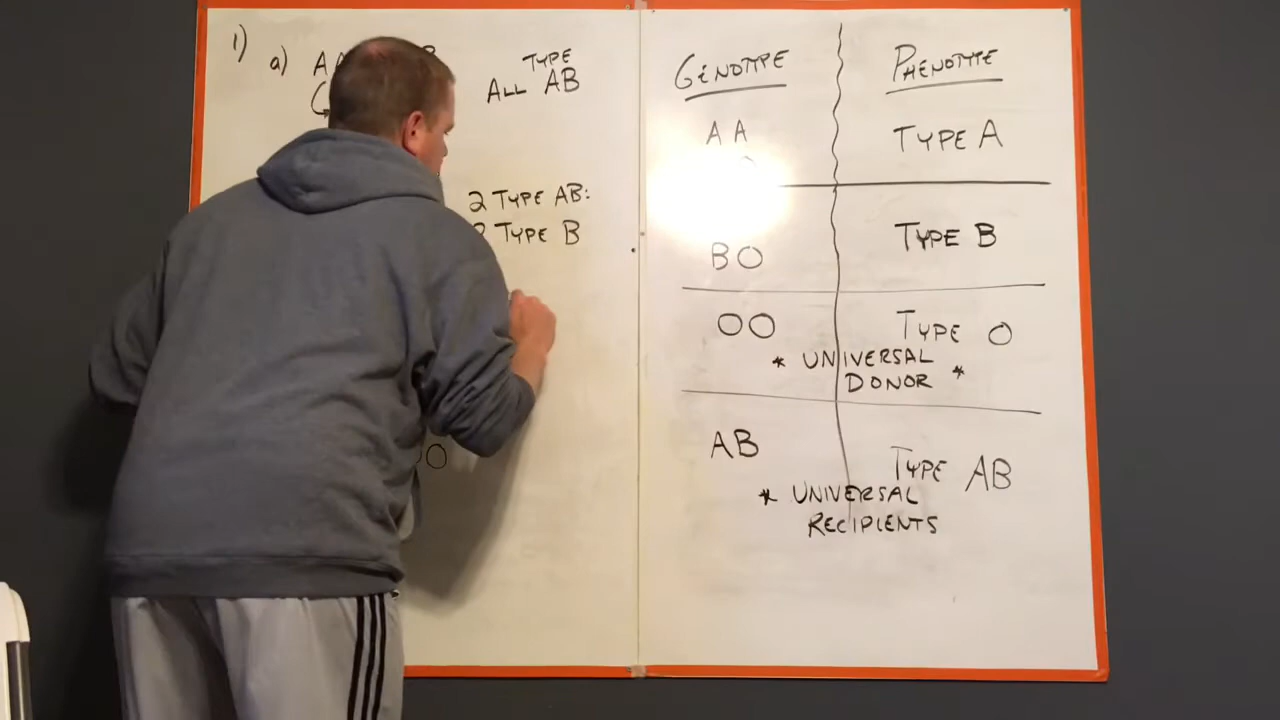 1)
a) A
TYPE
ALL AB
2 TYPE AB:
TYPE B
O
GENOTYPE
PHENOTYPE
AA
TYPE A
BO
TYPE B
OO
TYPE O
* UNIVERSAL
DONOR *
AB
TYPE AB
* UNIVERSAL
RECIPIENTS